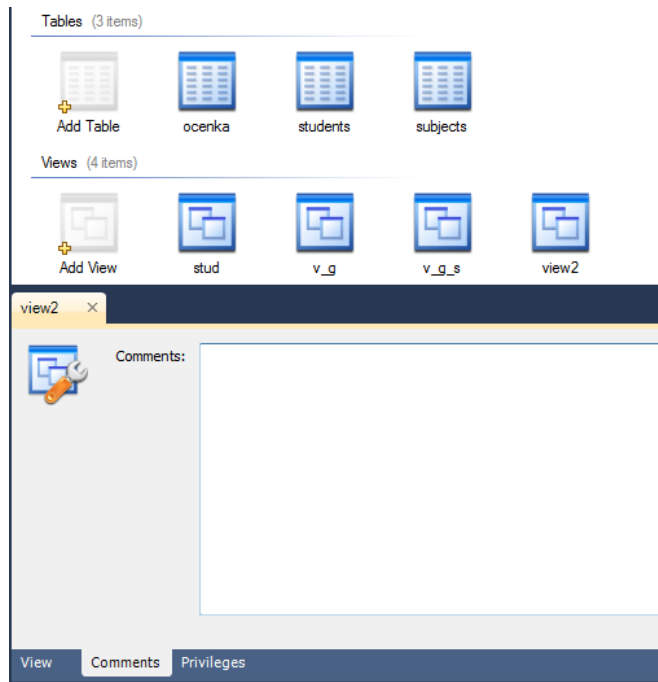 Tables (3 items)
Add Table ocenka students subjects
Views (4 items)
Add View stud v_g v_g_s view2
view2
Comments:
View Comments Privileges